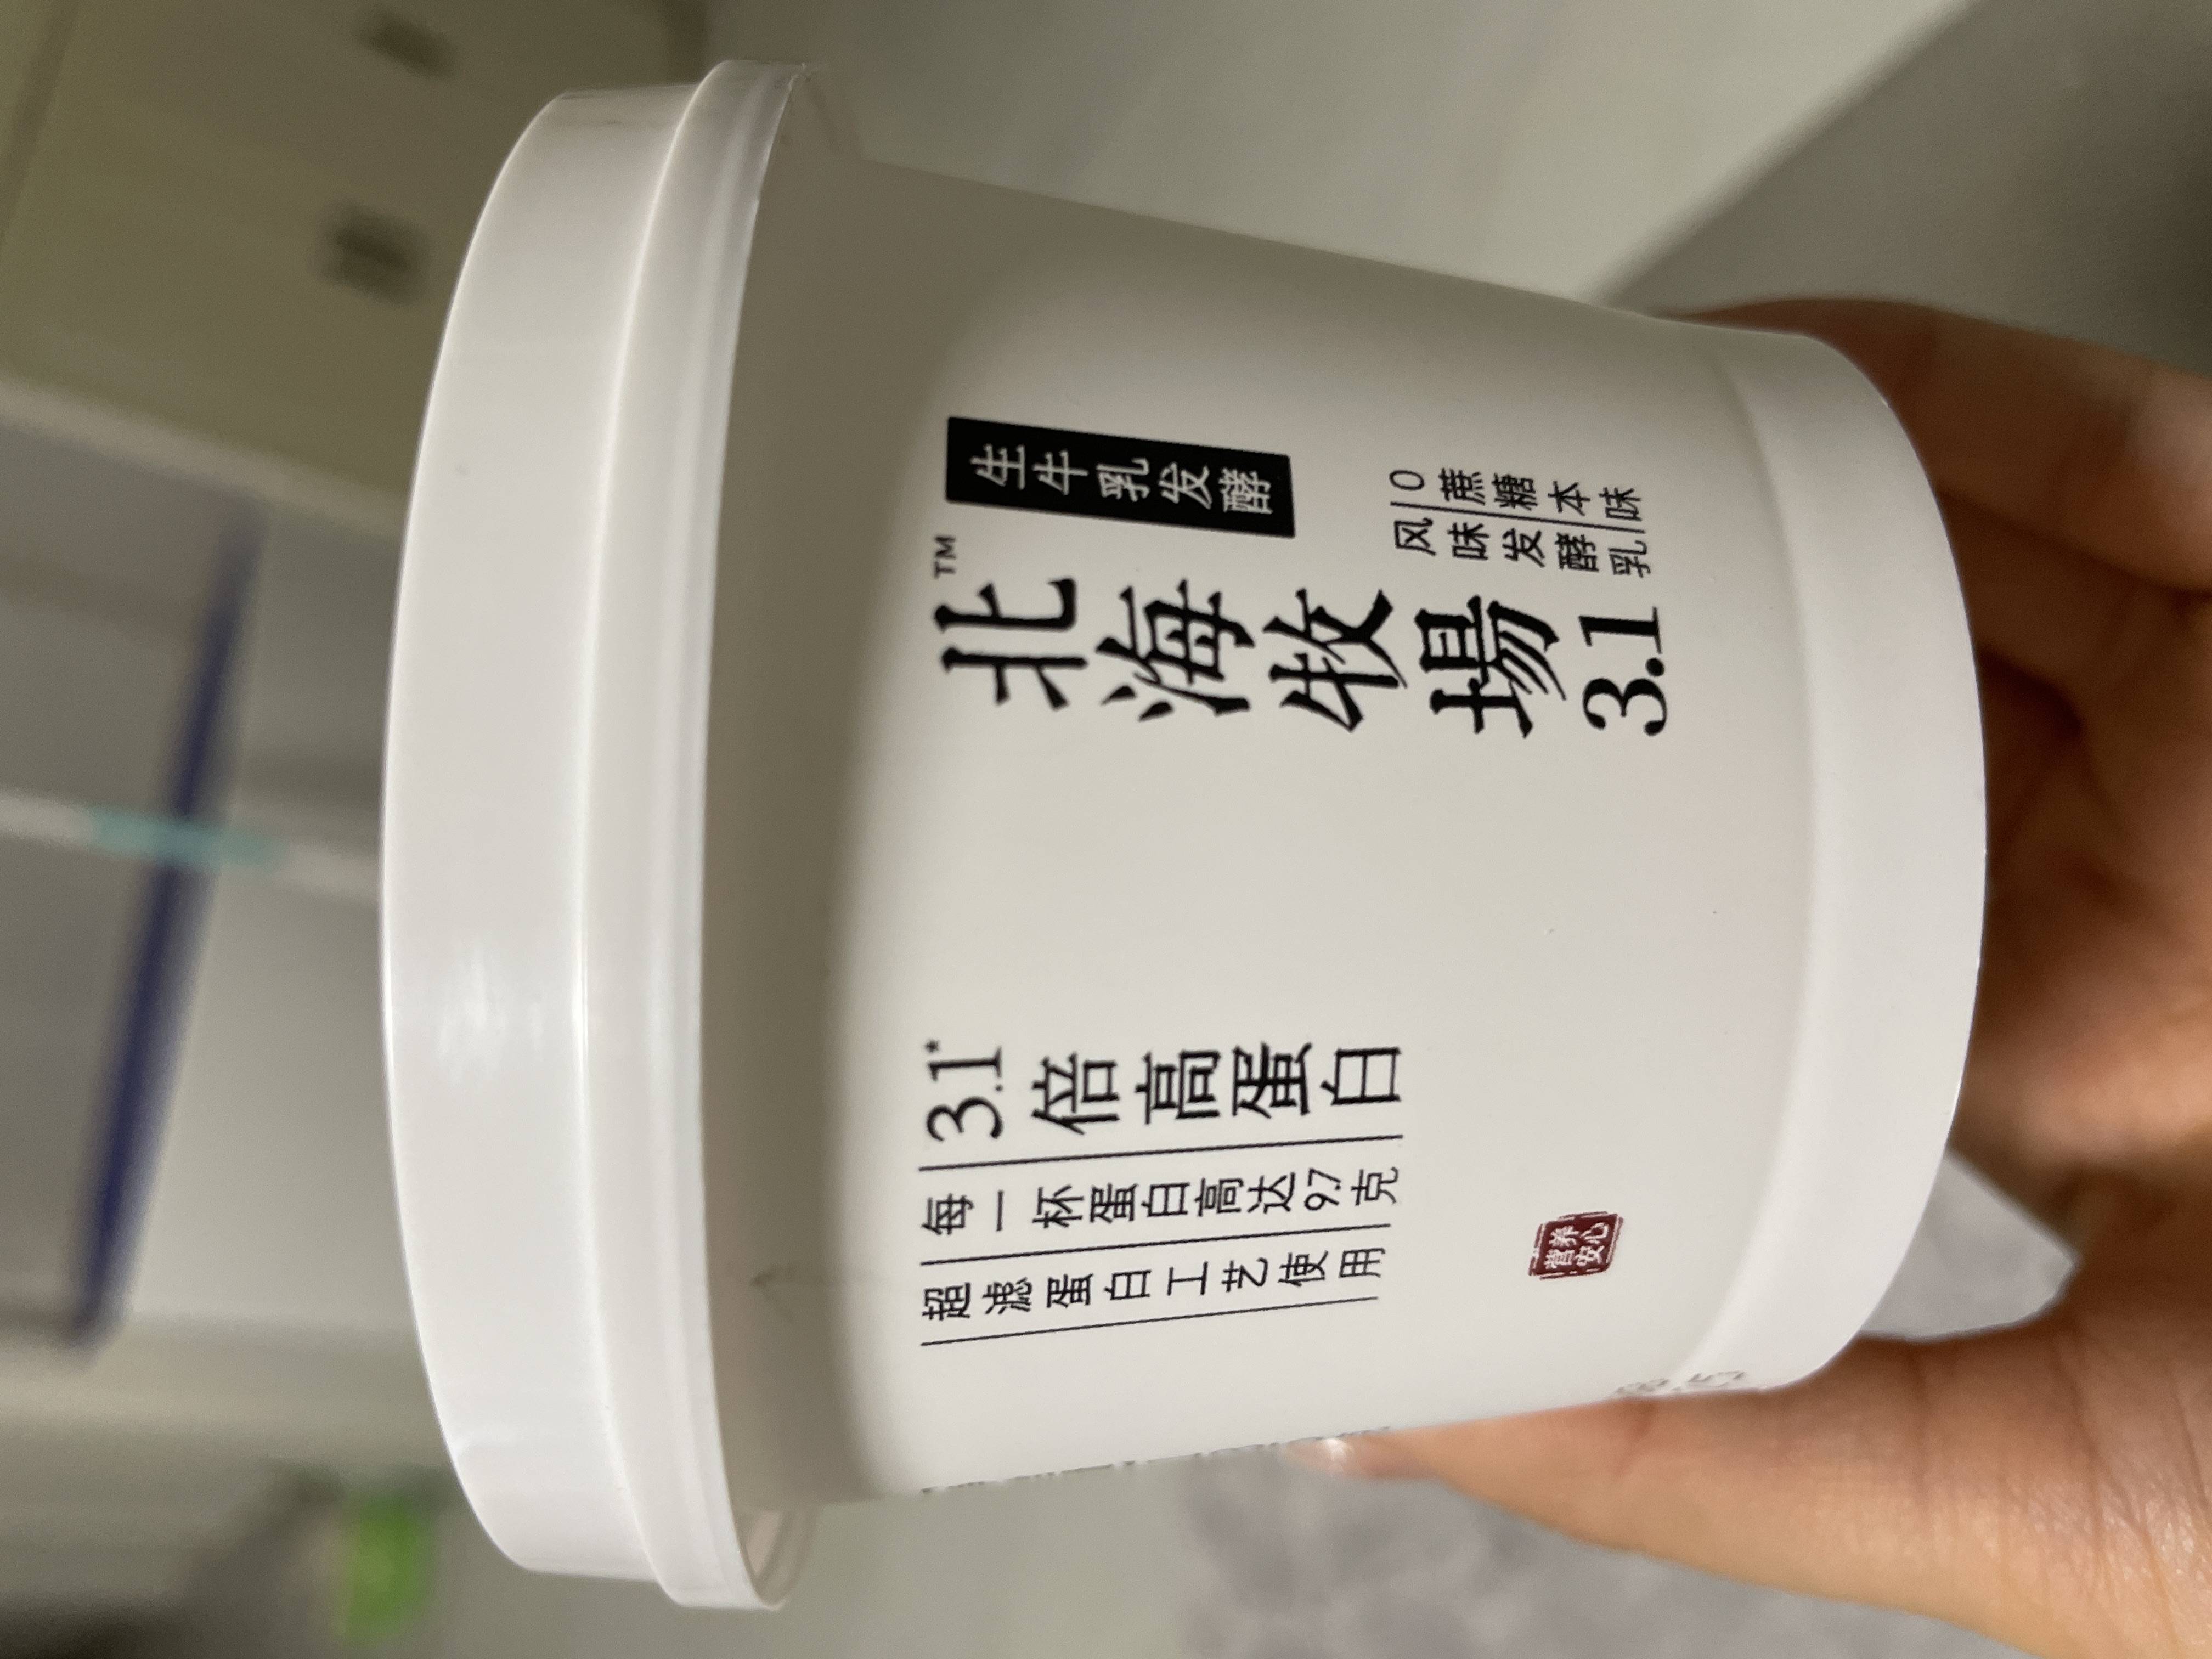 生牛乳发酵
0蔗糖本味
风味发酵乳
北海牧場3.1
TM
3.1*倍高蛋白
每一杯蛋白高达9.7克
超滤蛋白工艺使用
营养
安心